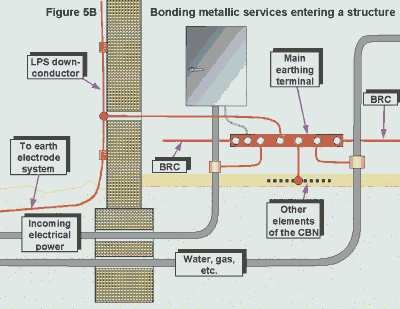 Figure 5B
Bonding metallic services entering a structure
LPS down-
conductor
Main
earthing
terminal
BRC
To earth
electrode
system
BRC
Other
elements
of the CBN
Incoming
electrical
power
Water, gas,
etc.